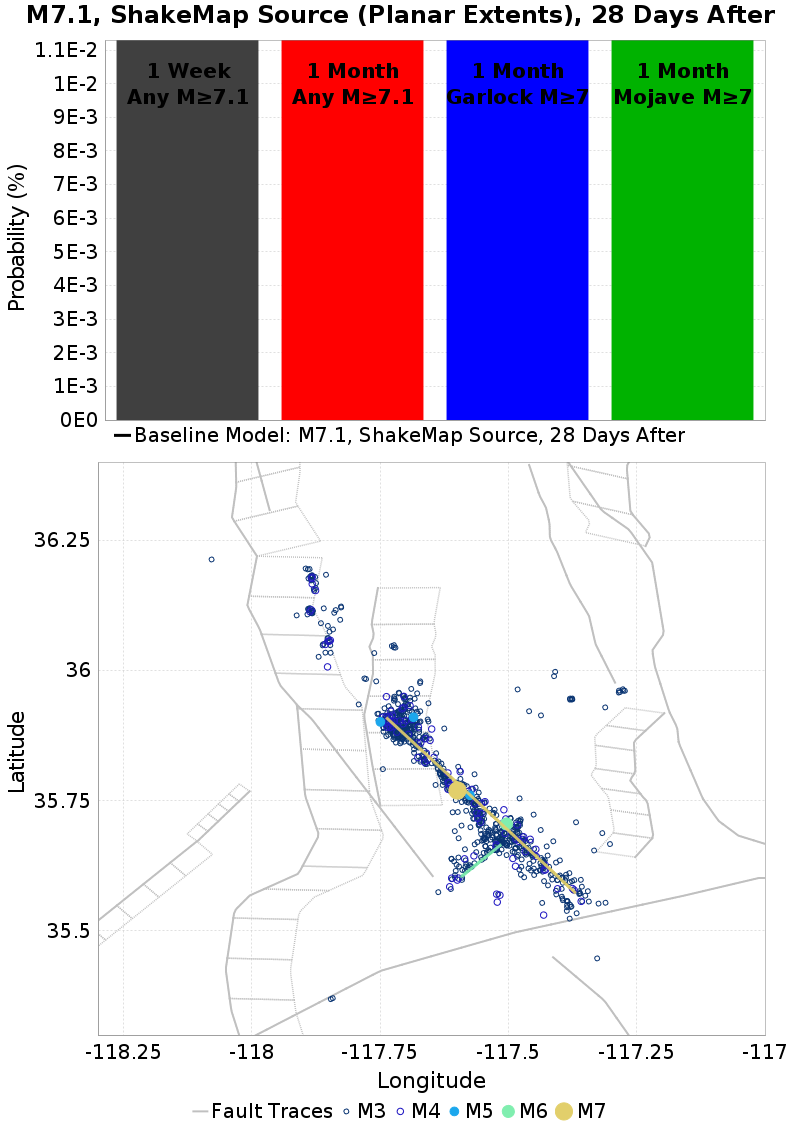 M7.1, ShakeMap Source (Planar Extents), 28 Days After
1.1E-2
1E-2
9E-3
8E-3
7E-3
6E-3
5E-3
4E-3
3E-3
2E-3
1E-3
0E0
Probability (%)
1 Week
Any M≥7.1
1 Month
Any M≥7.1
1 Month
Garlock M≥7
1 Month
Mojave M≥7
Baseline Model: M7.1, ShakeMap Source, 28 Days After
36.25
36
35.75
35.5
Latitude
-118.25
-118
-117.75
-117.5
-117.25
-117
Longitude
Fault Traces M3 M4 M5 M6 M7